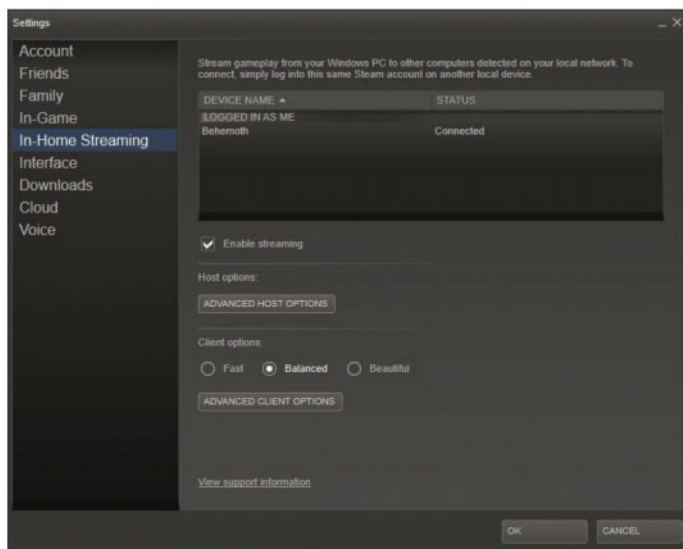 Settings
Account
Friends
Family
In-Game
In-Home Streaming
Interface
Downloads
Cloud
Voice
Stream gameplay from your Windows PC to other computers detected on your local network. To
connect, simply log into this same Steam account on another local device.
DEVICE NAME STATUS
LOGGED IN AS ME
Behemoth Connected
Enable streaming
Host options:
ADVANCED HOST OPTIONS
Client options:
Fast Balanced Beautiful
ADVANCED CLIENT OPTIONS
View support information
OK CANCEL